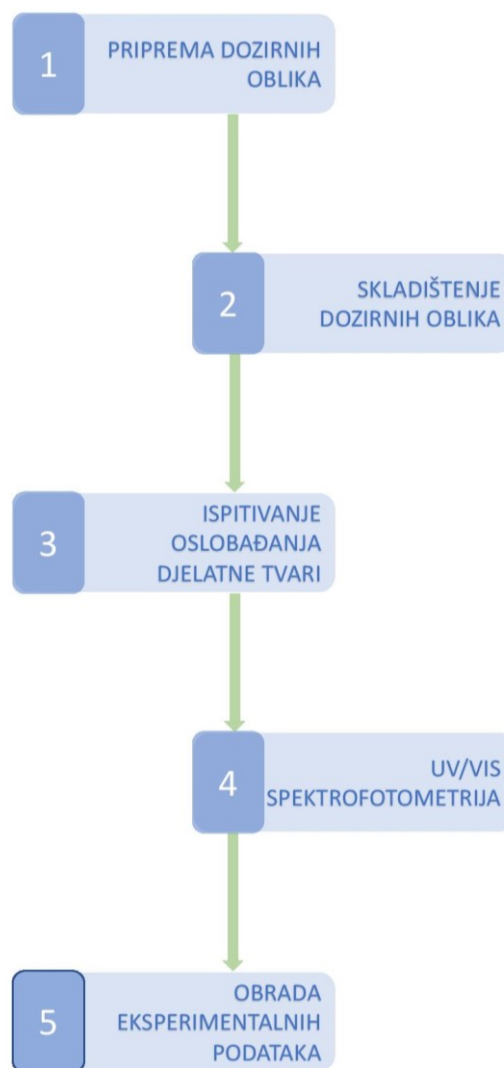 1
PRIPREMA DOZIRNIH
OBLIKA
2
SKLADIŠTENJE
DOZIRNIH OBLIKA
3
ISPITIVANJE
OSLOBAĐANJA
DJELATNE TVARI
4
UV/VIS
SPEKTROFOTOMETRIJA
5
OBRADA
EKSPERIMENTALNIH
PODATAKA